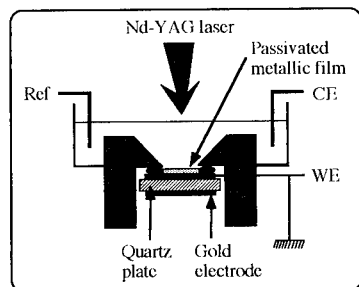 Nd-YAG laser
Passivated
metallic film
Ref
CE
WE
Quartz
plate
Gold
electrode